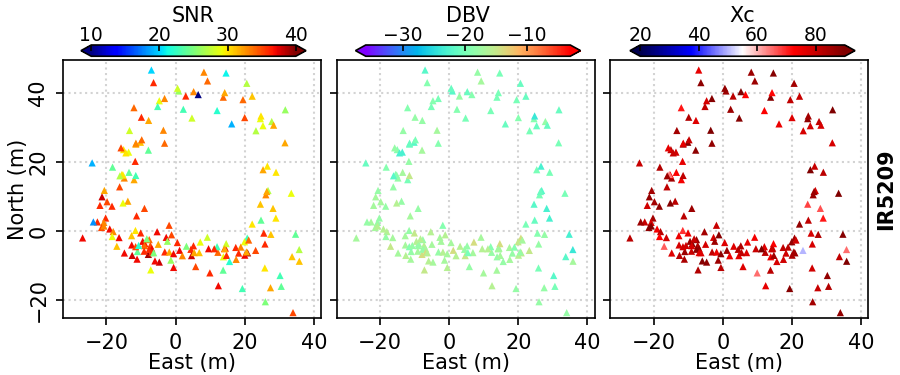 SNR DBV Xc
10 20 30 40 −30 −20 −10 20 40 60 80
40
20
0
−20
North (m)
IR5209
−20 0 20 40 −20 0 20 40 −20 0 20 40
East (m) East (m) East (m)